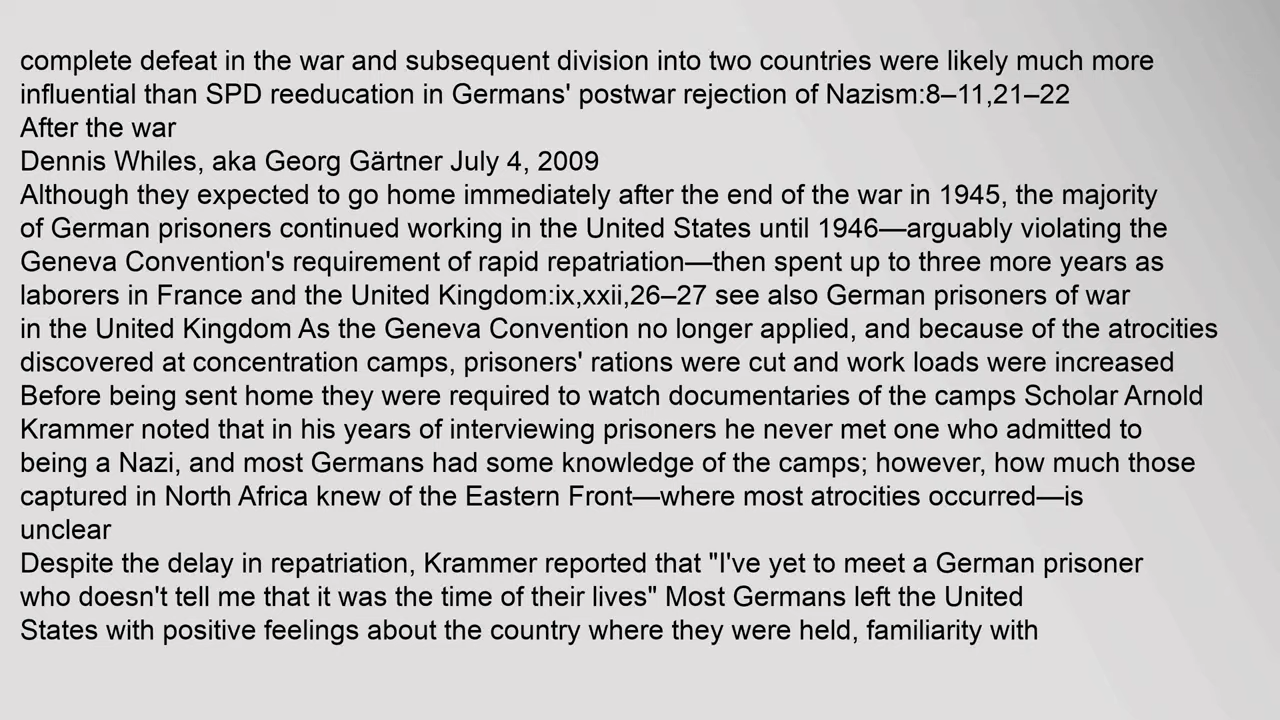 complete defeat in the war and subsequent division into two countries were likely much more
influential than SPD reeducation in Germans' postwar rejection of Nazism:8–11,21–22
After the war
Dennis Whiles, aka Georg Gärtner July 4, 2009
Although they expected to go home immediately after the end of the war in 1945, the majority
of German prisoners continued working in the United States until 1946—arguably violating the
Geneva Convention's requirement of rapid repatriation—then spent up to three more years as
laborers in France and the United Kingdom:ix,xxii,26–27 see also German prisoners of war
in the United Kingdom As the Geneva Convention no longer applied, and because of the atrocities
discovered at concentration camps, prisoners' rations were cut and work loads were increased
Before being sent home they were required to watch documentaries of the camps Scholar Arnold
Krammer noted that in his years of interviewing prisoners he never met one who admitted to
being a Nazi, and most Germans had some knowledge of the camps; however, how much those
captured in North Africa knew of the Eastern Front—where most atrocities occurred—is
unclear
Despite the delay in repatriation, Krammer reported that "I've yet to meet a German prisoner
who doesn't tell me that it was the time of their lives" Most Germans left the United
States with positive feelings about the country where they were held, familiarity with